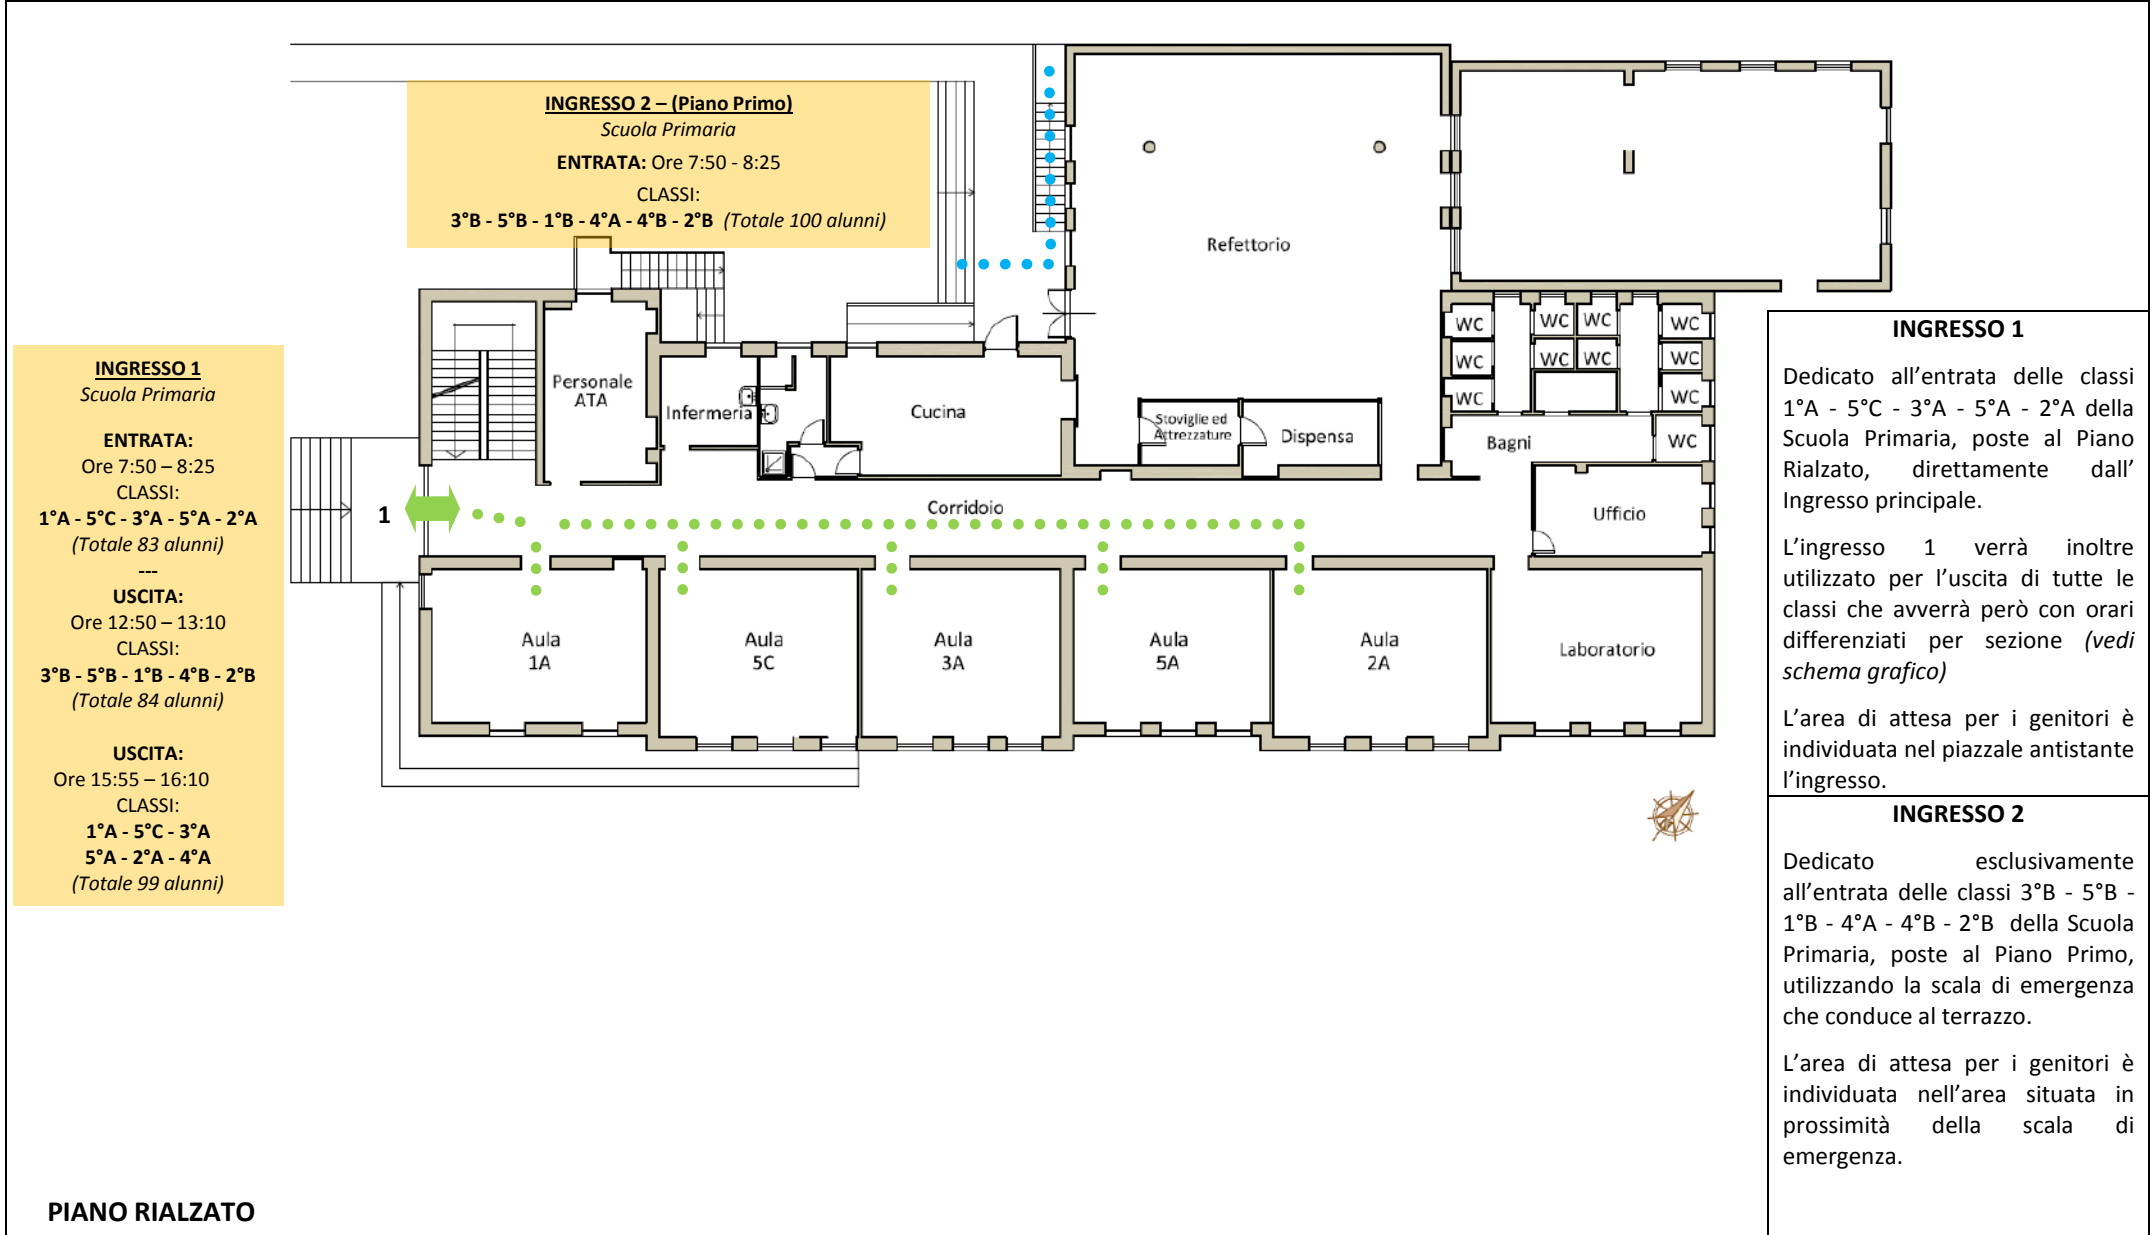 INGRESSO 2 – (Piano Primo)
Scuola Primaria
ENTRATA: Ore 7:50 - 8:25
CLASSI:
3°B - 5°B - 1°B - 4°A - 4°B - 2°B (Totale 100 alunni)
INGRESSO 1
Scuola Primaria
ENTRATA:
Ore 7:50 – 8:25
CLASSI:
1°A - 5°C - 3°A - 5°A - 2°A
(Totale 83 alunni)
---
USCITA:
Ore 12:50 – 13:10
CLASSI:
3°B - 5°B - 1°B - 4°B - 2°B
(Totale 84 alunni)
USCITA:
Ore 15:55 – 16:10
CLASSI:
1°A - 5°C - 3°A
5°A - 2°A - 4°A
(Totale 99 alunni)
1
Personale
ATA
Infermeria
Cucina
Refettorio
Stoviglie ed
Attrezzature
Dispensa
WC
WC
WC
WC
WC
WC
WC
WC
WC
WC
WC
Bagni
Ufficio
Corridoio
Aula
1A
Aula
5C
Aula
3A
Aula
5A
Aula
2A
Laboratorio
INGRESSO 1
Dedicato all’entrata delle classi
1°A - 5°C - 3°A - 5°A - 2°A della
Scuola Primaria, poste al Piano
Rialzato, direttamente dall’
Ingresso principale.
L’ingresso 1 verrà inoltre
utilizzato per l’uscita di tutte le
classi che avverrà però con orari
differenziati per sezione (vedi
schema grafico)
L’area di attesa per i genitori è
individuata nel piazzale antistante
l’ingresso.
INGRESSO 2
Dedicato esclusivamente
all’entrata delle classi 3°B - 5°B -
1°B - 4°A - 4°B - 2°B della Scuola
Primaria, poste al Piano Primo,
utilizzando la scala di emergenza
che conduce al terrazzo.
L’area di attesa per i genitori è
individuata nell’area situata in
prossimità della scala di
emergenza.
PIANO RIALZATO